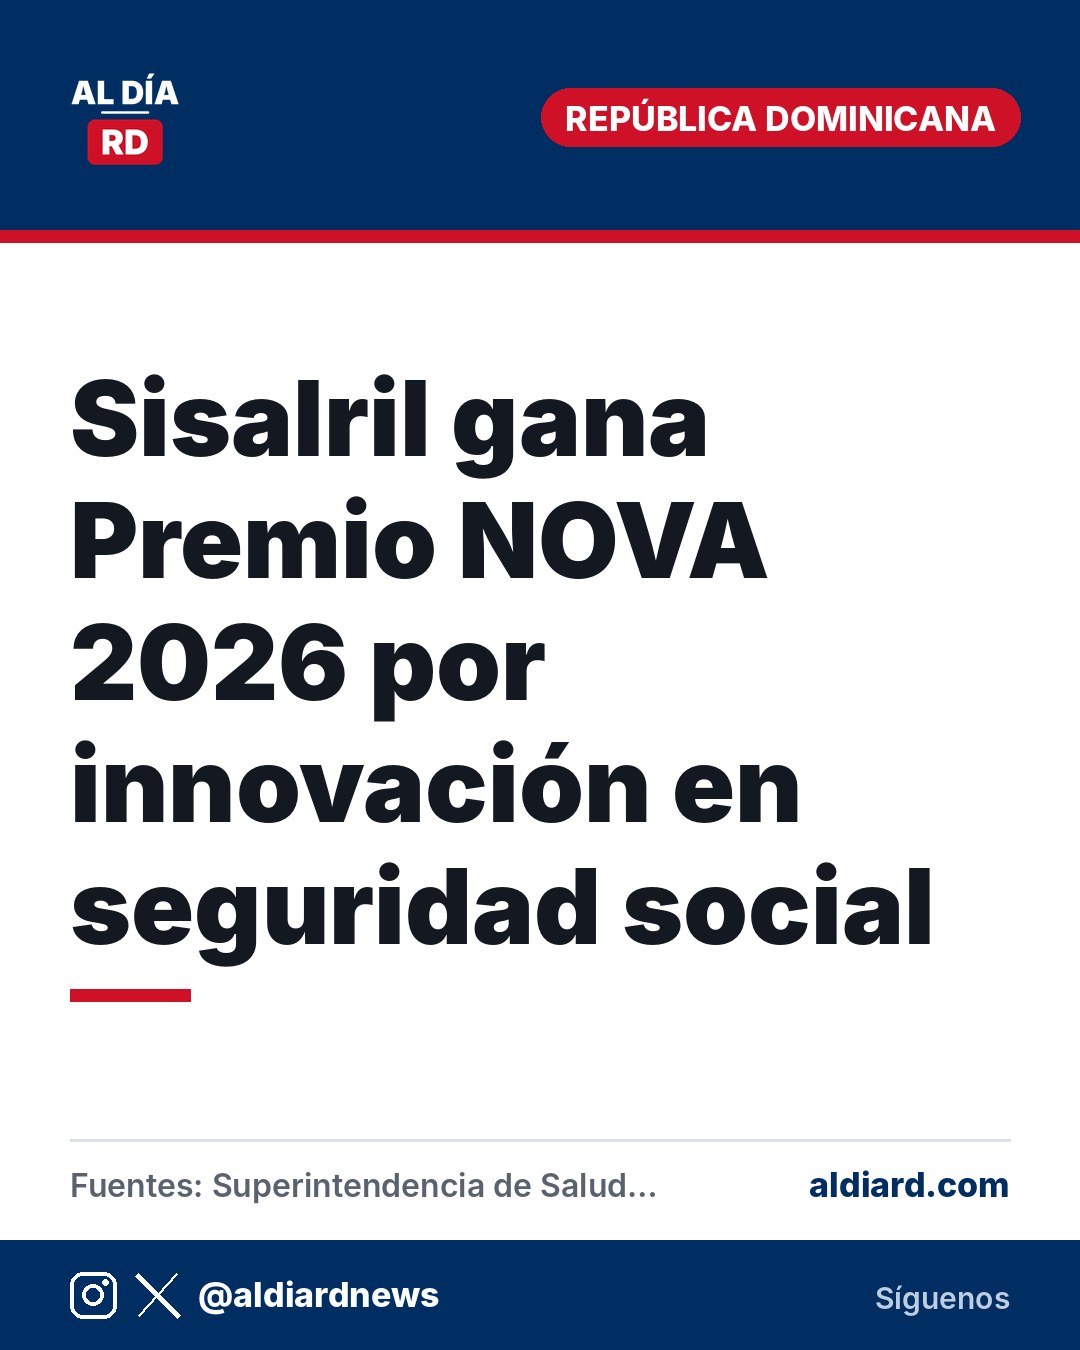 AL DÍA
RD
REPÚBLICA DOMINICANA
Sisalril gana
Premio NOVA
2026 por
innovación en
seguridad social
Fuentes: Superintendencia de Salud...
aldiard.com
@aldiardnews
Síguenos